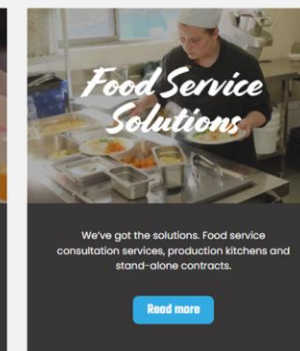 Food Service
Solutions
We've got the solutions. Food service
consultation services, production kitchens and
stand-alone contracts.
Read more